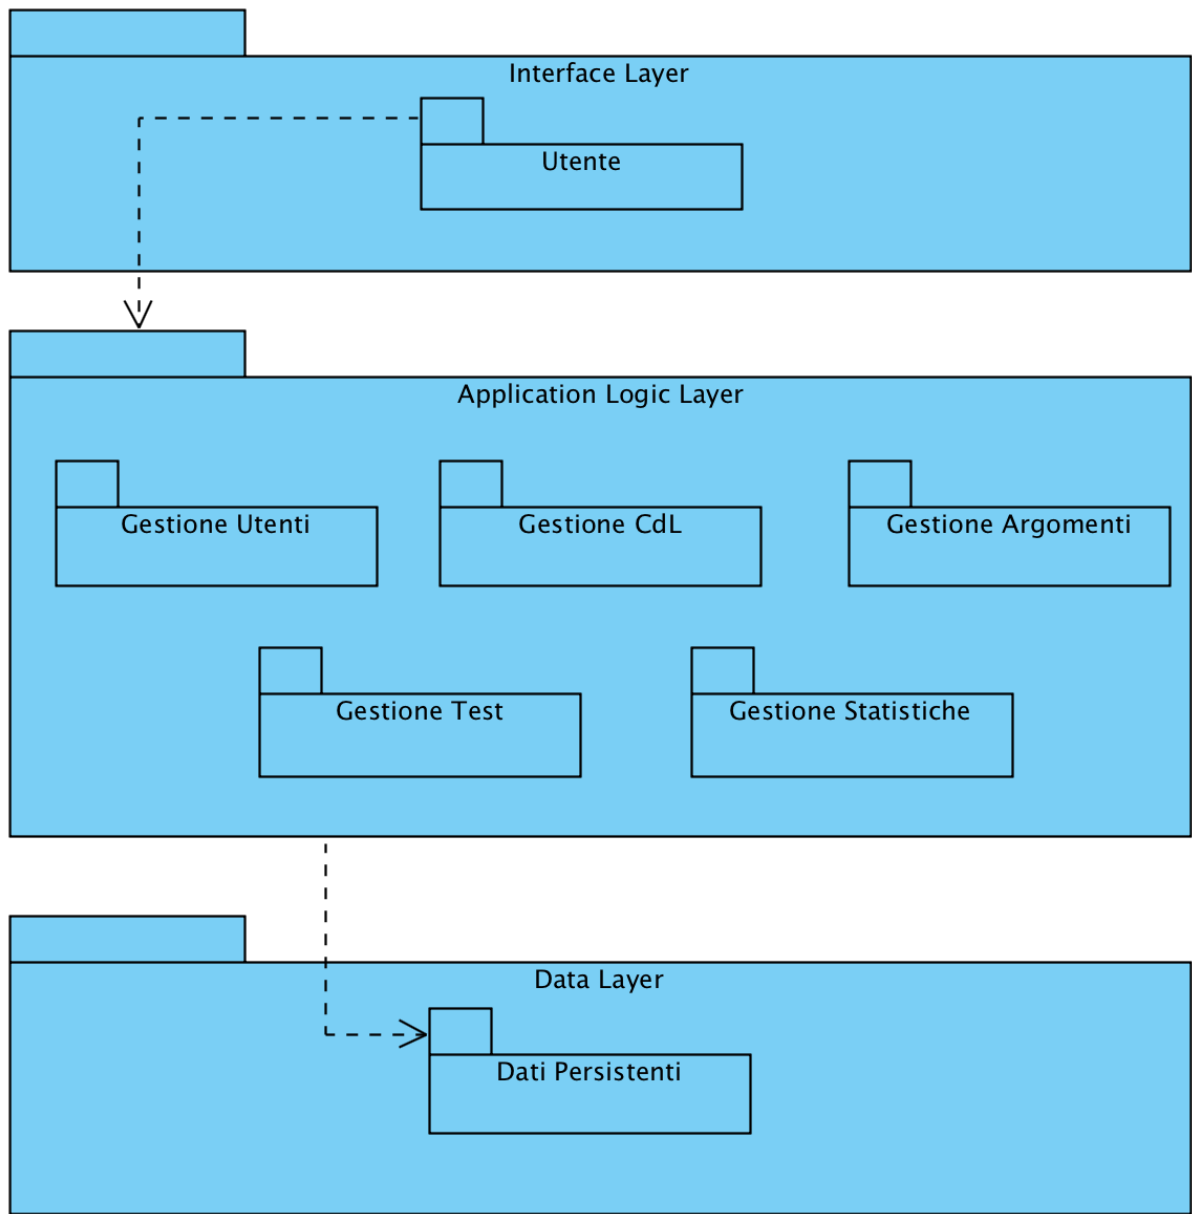 Interface Layer
Utente
Application Logic Layer
Gestione Utenti
Gestione CdL
Gestione Argomenti
Gestione Test
Gestione Statistiche
Data Layer
Dati Persistenti